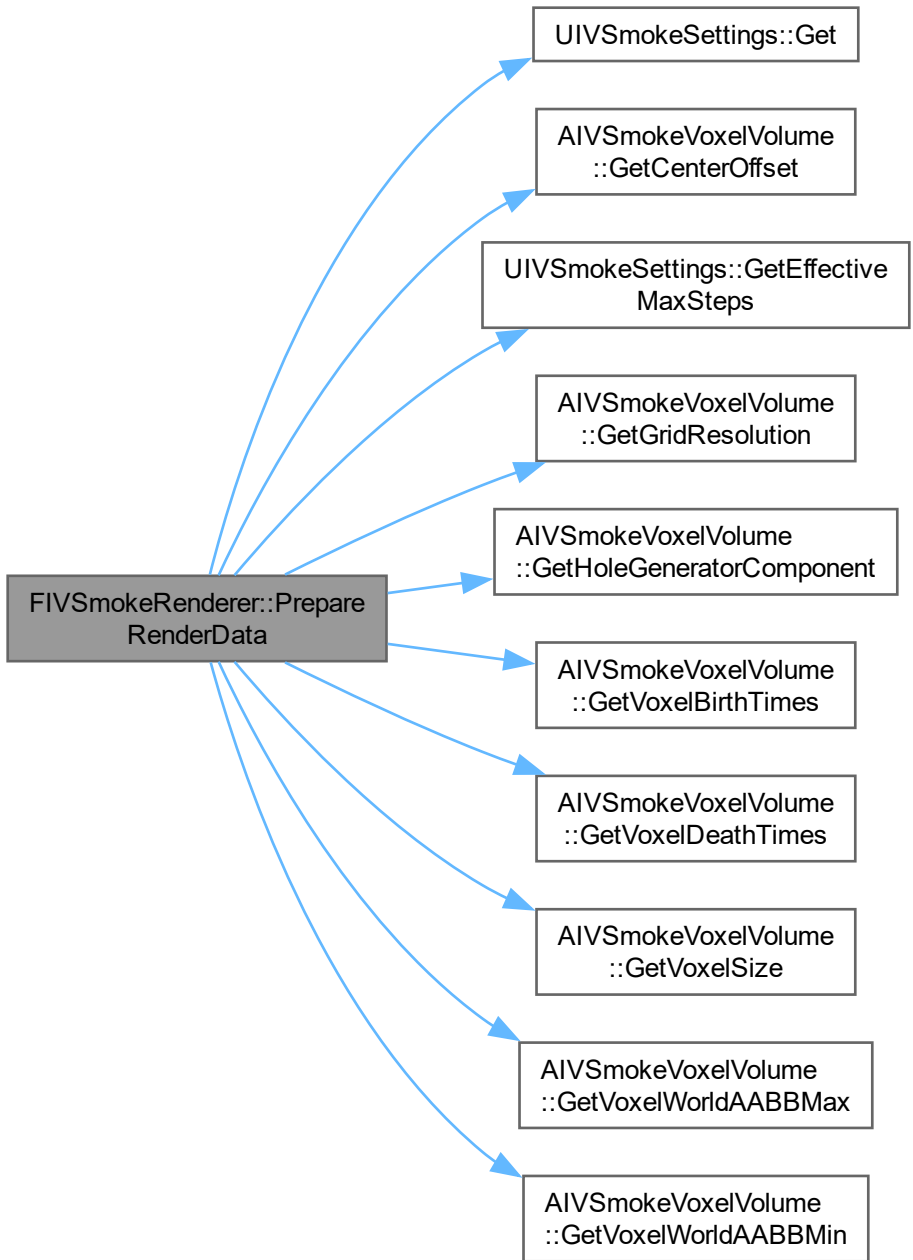 UIVSmokeSettings::Get
AIVSmokeVoxelVolume
::GetCenterOffset
UIVSmokeSettings::GetEffective
MaxSteps
AIVSmokeVoxelVolume
::GetGridResolution
AIVSmokeVoxelVolume
::GetHoleGeneratorComponent
FIVSmokeRenderer::Prepare
RenderData
AIVSmokeVoxelVolume
::GetVoxelBirthTimes
AIVSmokeVoxelVolume
::GetVoxelDeathTimes
AIVSmokeVoxelVolume
::GetVoxelSize
AIVSmokeVoxelVolume
::GetVoxelWorldAABBMax
AIVSmokeVoxelVolume
::GetVoxelWorldAABBMin